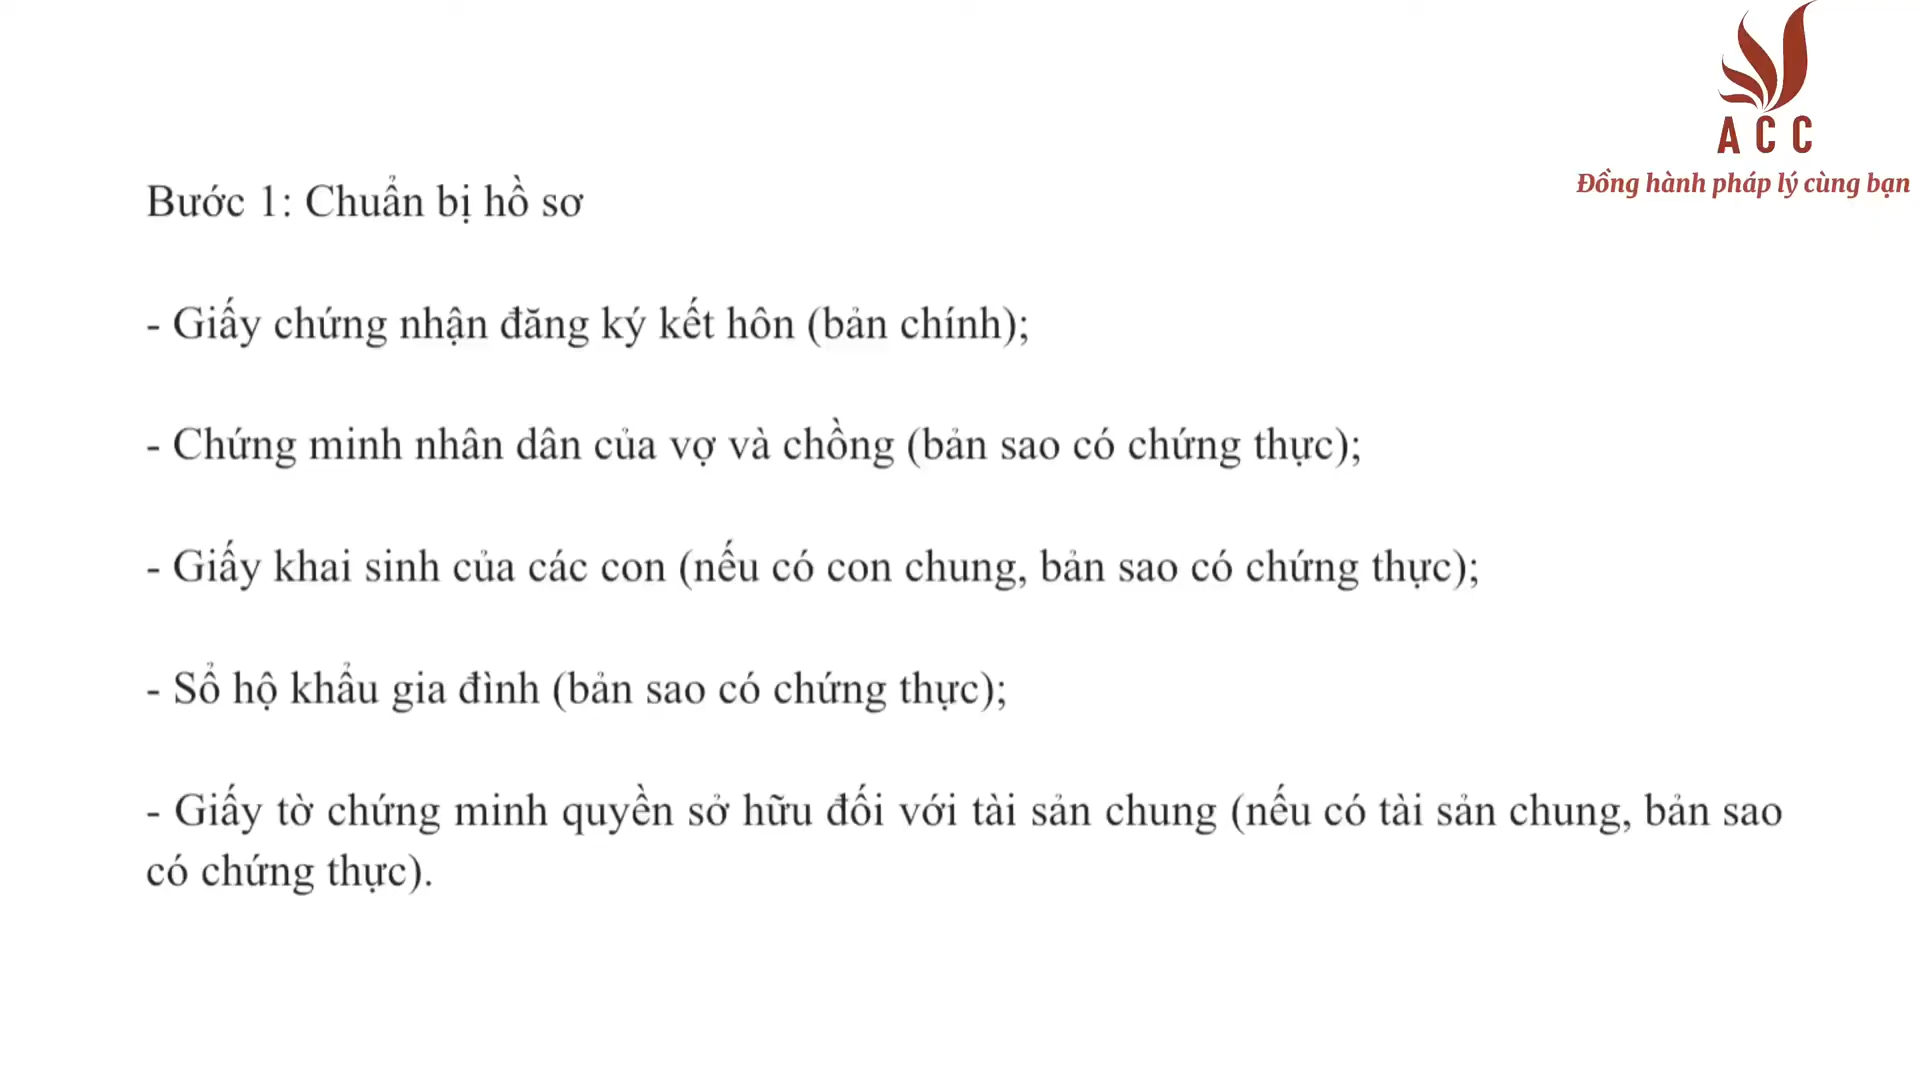 ACC
Đồng hành pháp lý cùng bạn
Bước 1: Chuẩn bị hồ sơ
- Giấy chứng nhận đăng ký kết hôn (bản chính);
- Chứng minh nhân dân của vợ và chồng (bản sao có chứng thực);
- Giấy khai sinh của các con (nếu có con chung, bản sao có chứng thực);
- Sổ hộ khẩu gia đình (bản sao có chứng thực);
- Giấy tờ chứng minh quyền sở hữu đối với tài sản chung (nếu có tài sản chung, bản sao
có chứng thực).